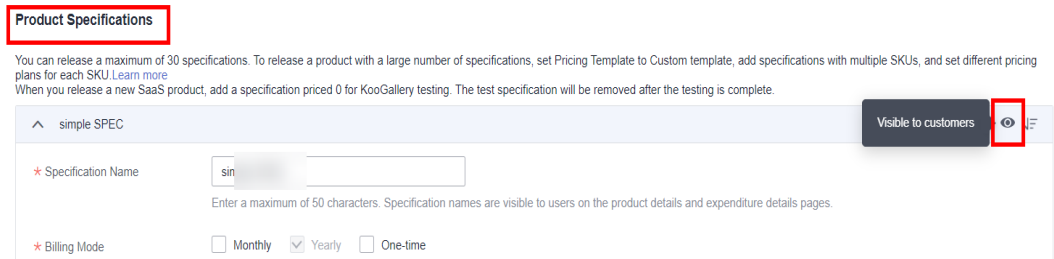 Product Specifications
You can release a maximum of 30 specifications. To release a product with a large number of specifications, set Pricing Template to Custom template, add specifications with multiple SKUs, and set different pricing
plans for each SKU.Learn more
When you release a new SaaS product, add a specification priced 0 for KooGallery testing. The test specification will be removed after the testing is complete.
simple SPEC
Visible to customers
* Specification Name
Enter a maximum of 50 characters. Specification names are visible to users on the product details and expenditure details pages.
* Billing Mode Monthly Yearly One-time